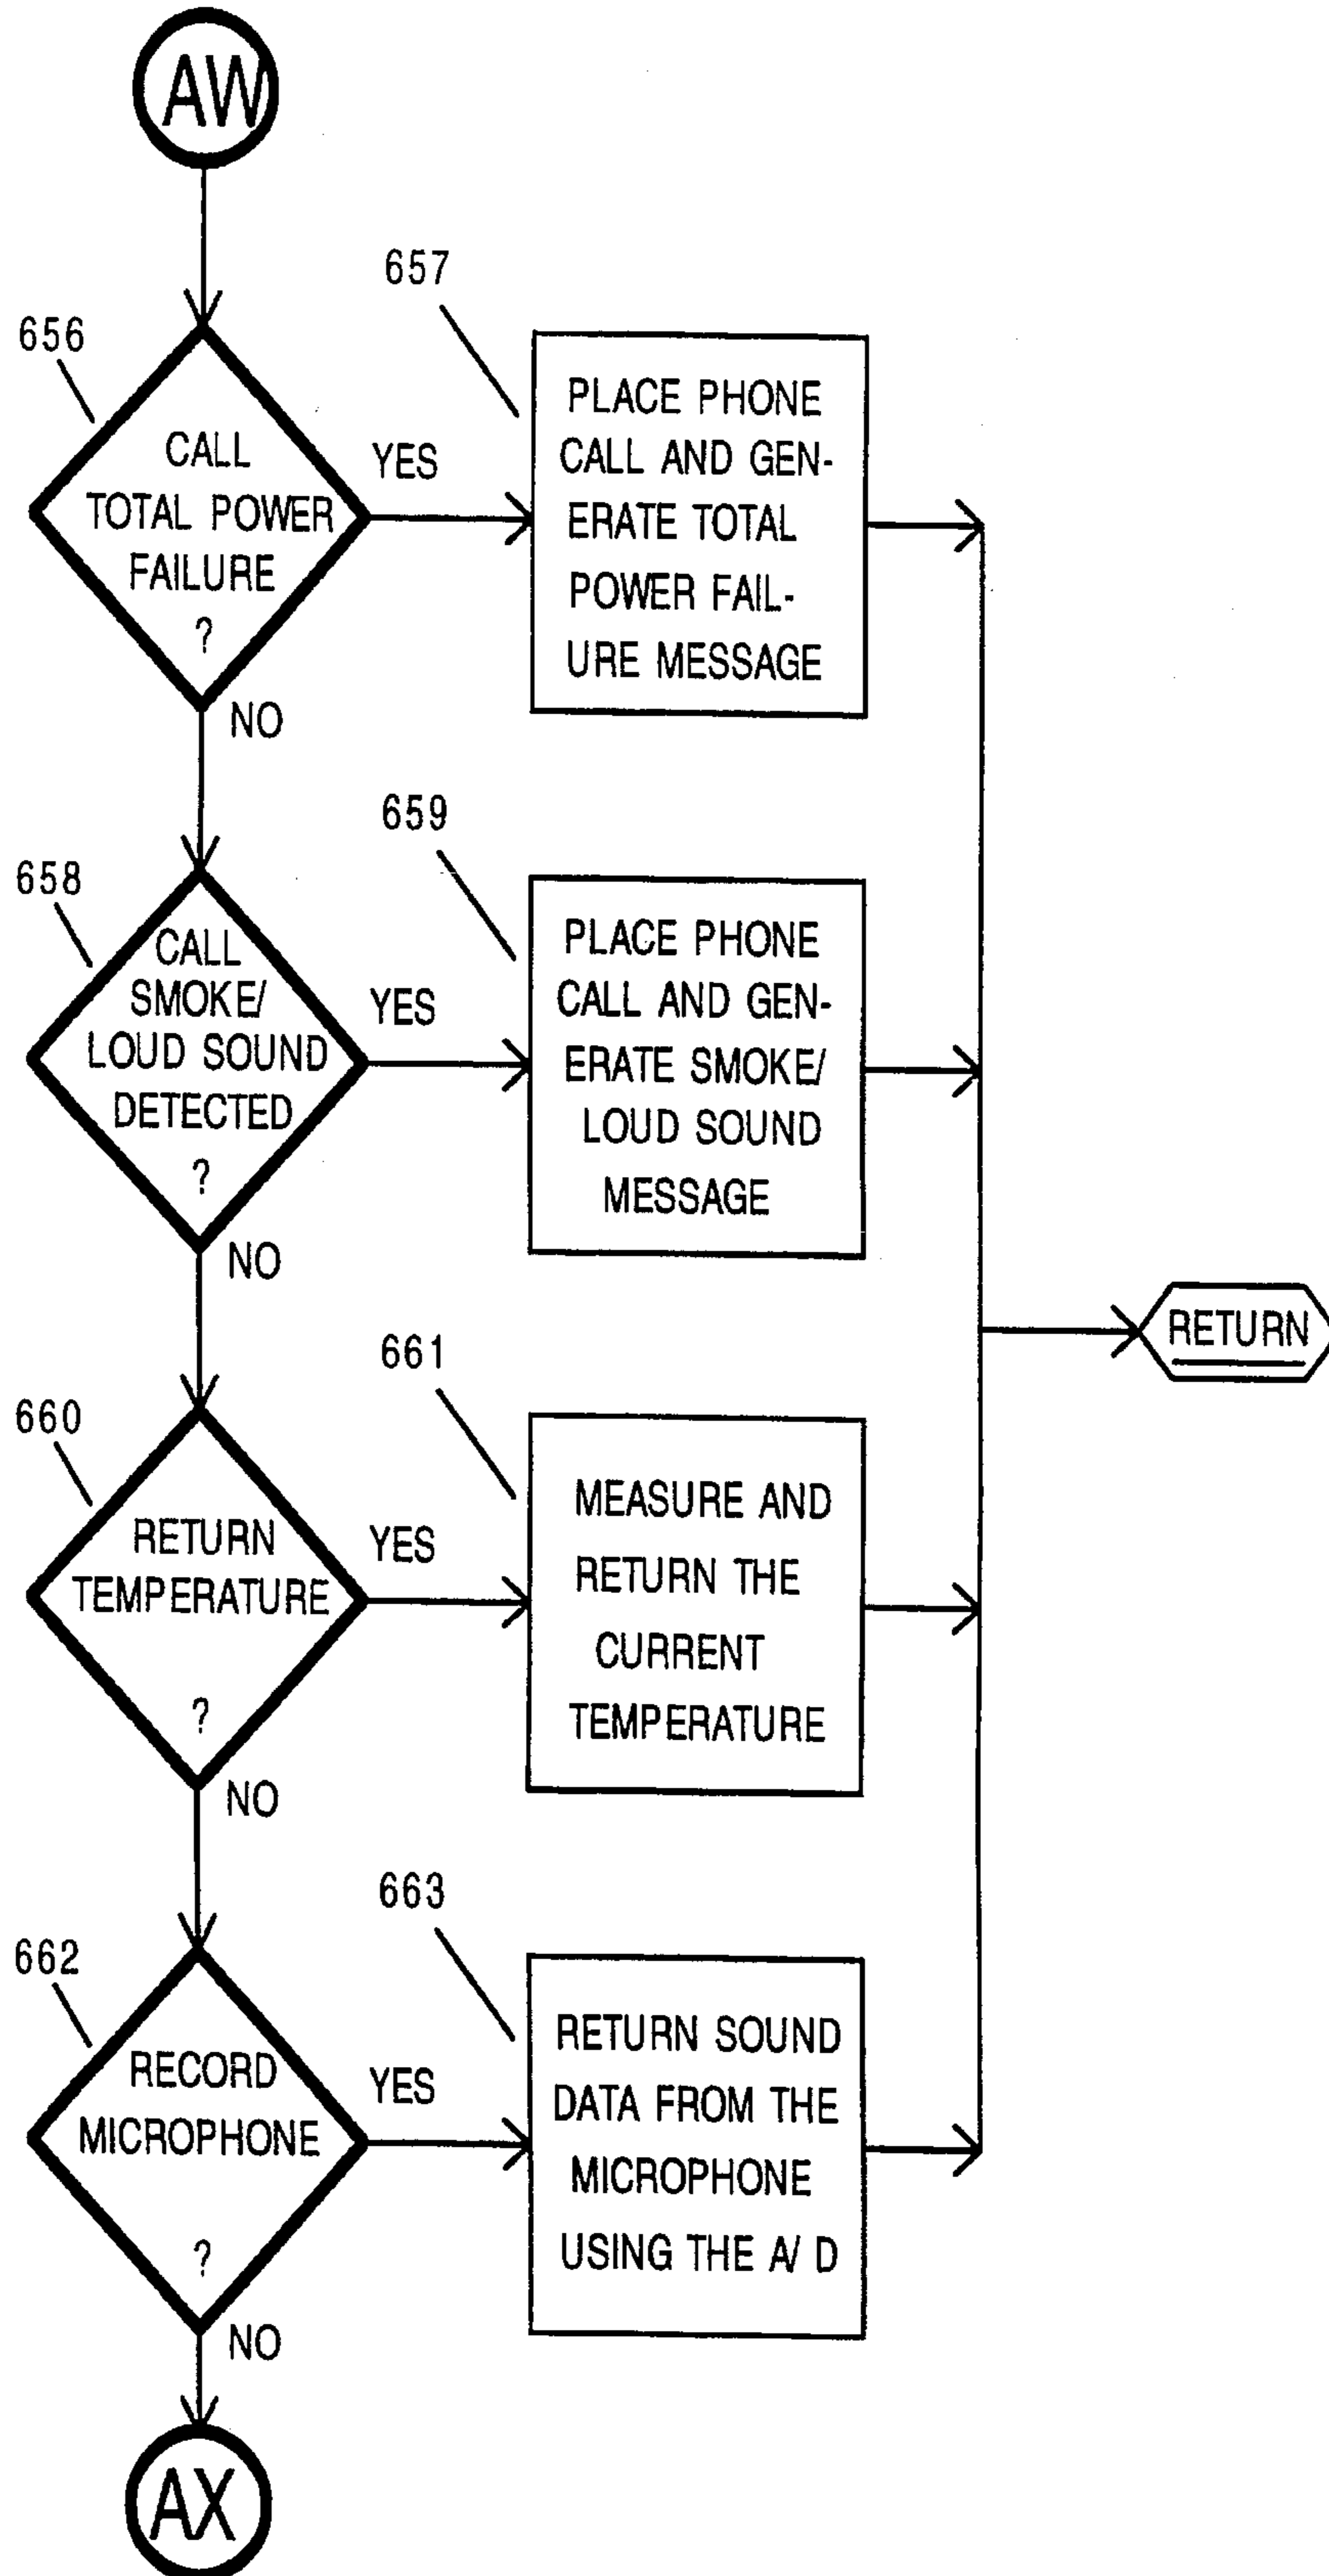 AW
656
CALL
TOTAL POWER
FAILURE
?
YES
NO
657
PLACE PHONE
CALL AND GEN-
ERATE TOTAL
POWER FAIL-
URE MESSAGE
658
CALL
SMOKE/
LOUD SOUND
DETECTED
?
YES
NO
659
PLACE PHONE
CALL AND GEN-
ERATE SMOKE/
LOUD SOUND
MESSAGE
RETURN
660
RETURN
TEMPERATURE
?
YES
NO
661
MEASURE AND
RETURN THE
CURRENT
TEMPERATURE
662
RECORD
MICROPHONE
?
YES
NO
663
RETURN SOUND
DATA FROM THE
MICROPHONE
USING THE A/D
AX